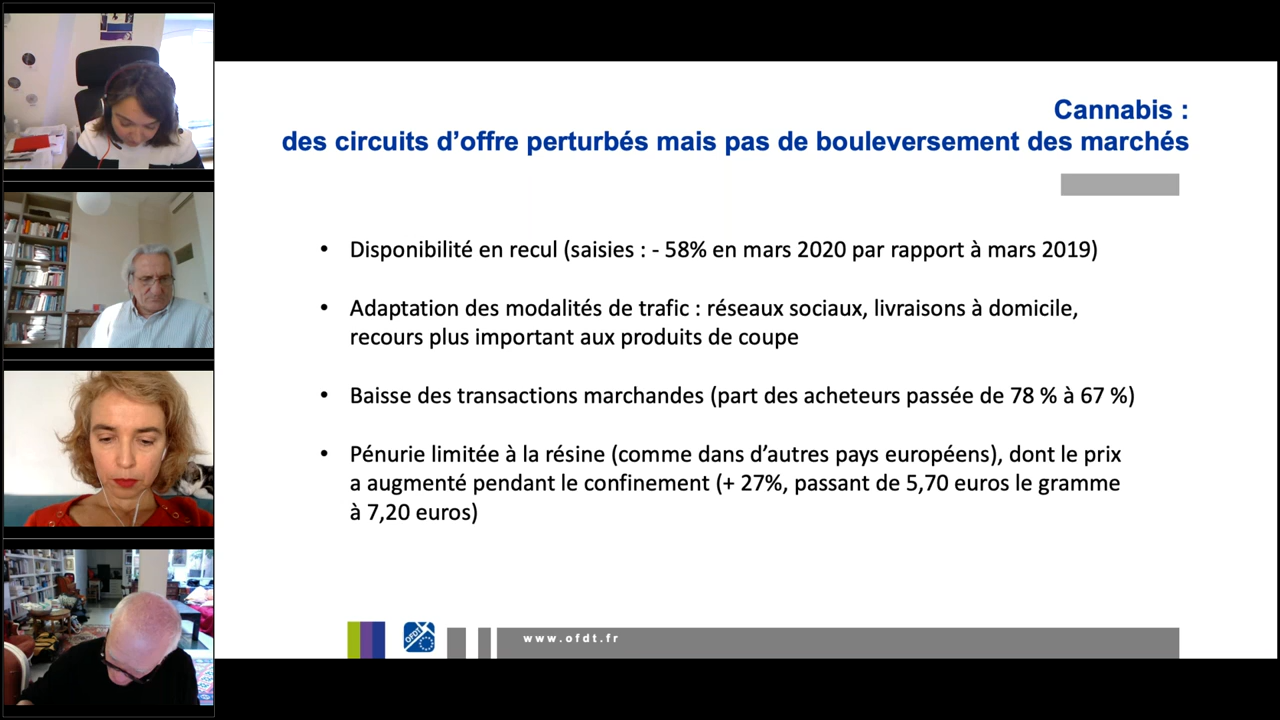 Cannabis :
des circuits d’offre perturbés mais pas de bouleversement des marchés
• Disponibilité en recul (saisies : - 58% en mars 2020 par rapport à mars 2019)
• Adaptation des modalités de trafic : réseaux sociaux, livraisons à domicile,
recours plus important aux produits de coupe
• Baisse des transactions marchandes (part des acheteurs passée de 78 % à 67 %)
• Pénurie limitée à la résine (comme dans d’autres pays européens), dont le prix
a augmenté pendant le confinement (+ 27%, passant de 5,70 euros le gramme
à 7,20 euros)
OFDT
www.ofdt.fr